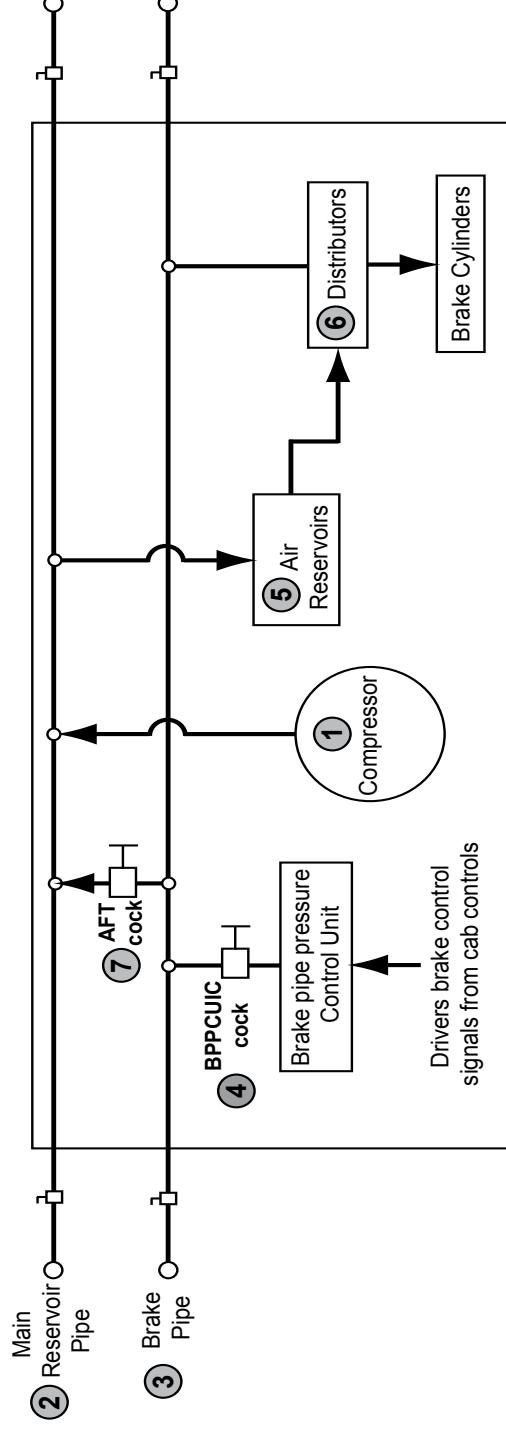 Main
2 Reservoir
Pipe
3 Brake
Pipe
7 AFT
cock
4 BPPCUIC
cock
Brake pipe pressure
Control Unit
Drivers brake control
signals from cab controls
1
Compressor
5 Air
Reservoirs
6 Distributors
Brake Cylinders